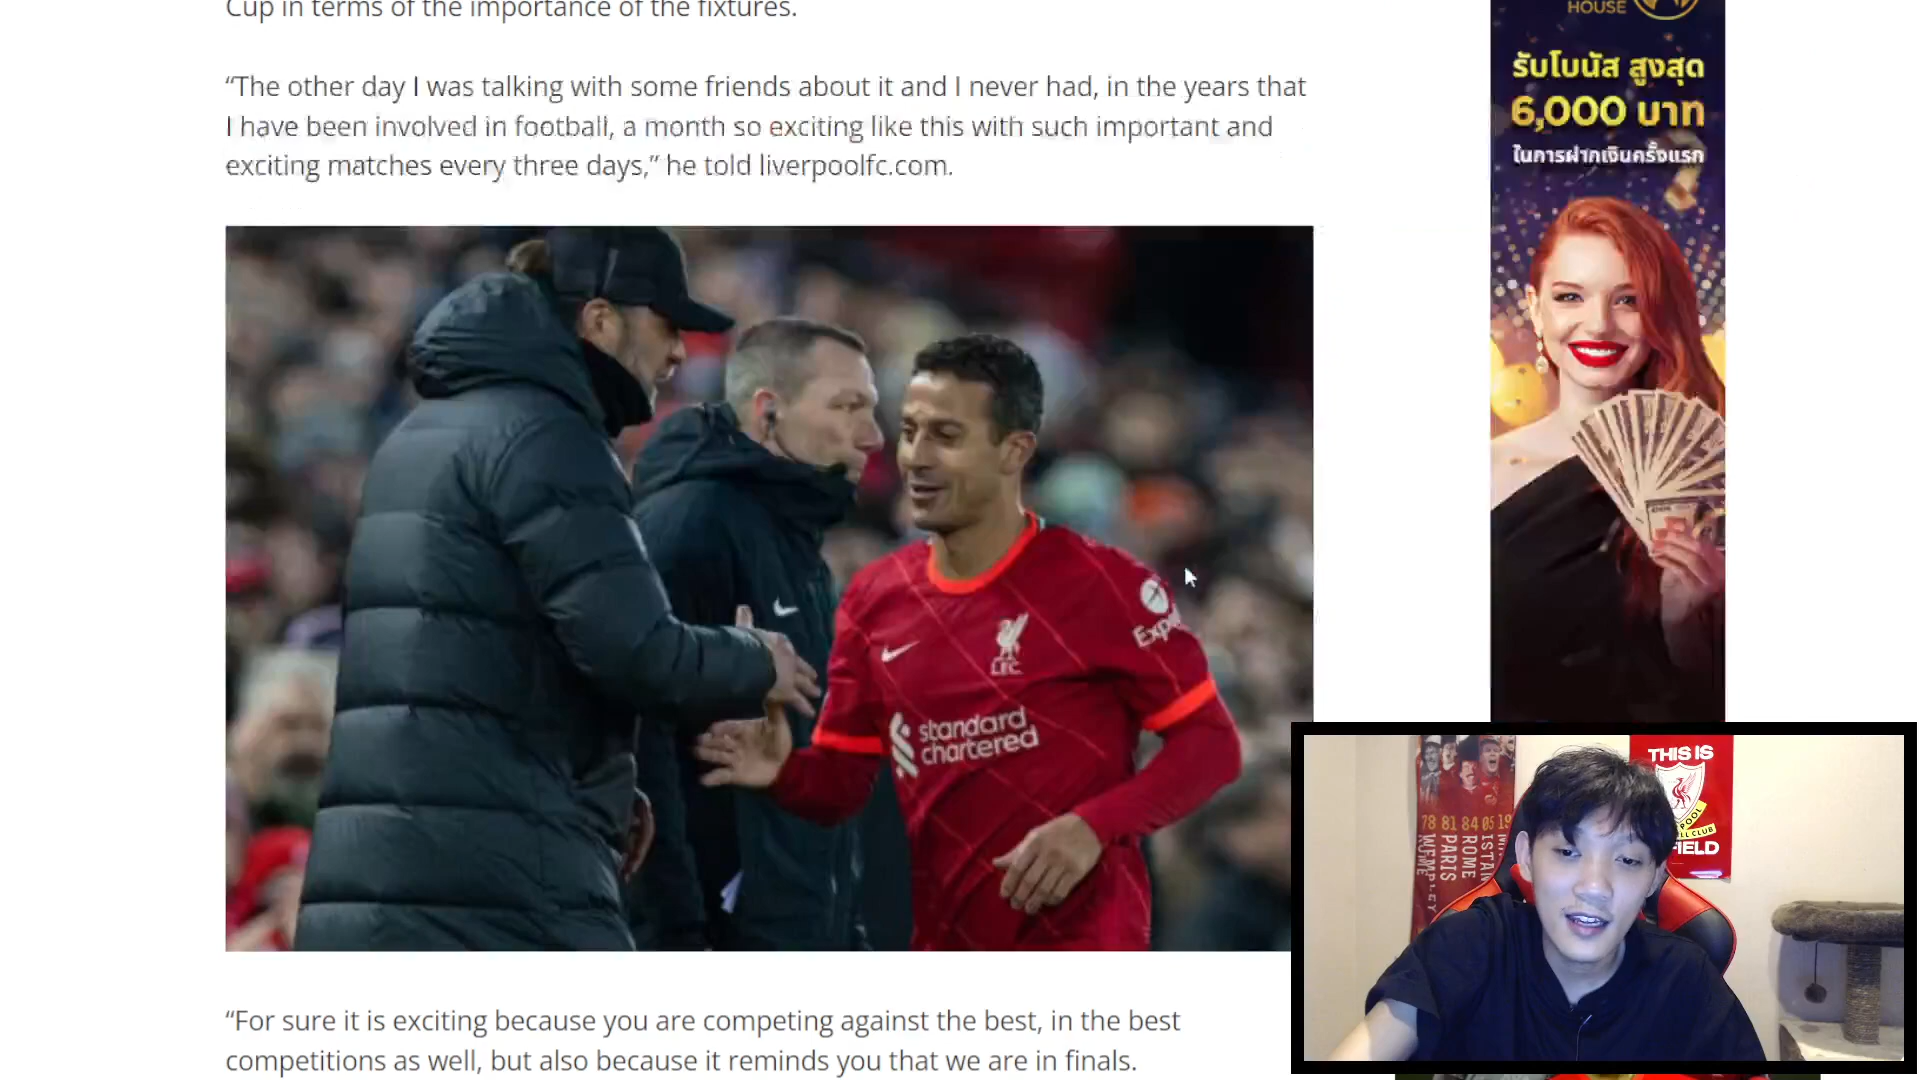 Cup in terms of the importance of the fixtures.
“The other day I was talking with some friends about it and I never had, in the years that
I have been involved in football, a month so exciting like this with such important and
exciting matches every three days,” he told liverpoolfc.com.
HOUSE
รับโบนัส สูงสุด
6,000 บาท
ในการฝากเงินครั้งแรก
LFC
standard
chartered
“For sure it is exciting because you are competing against the best, in the best
competitions as well, but also because it reminds you that we are in finals.
THIS IS
78 81 84 05 19
WEMBLEY
PARIS
ROME